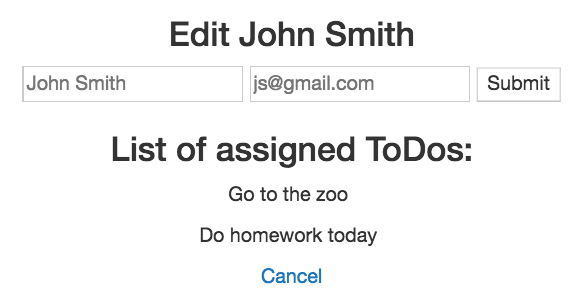 Edit John Smith
John Smith js@gmail.com Submit
List of assigned ToDos:
Go to the zoo
Do homework today
Cancel